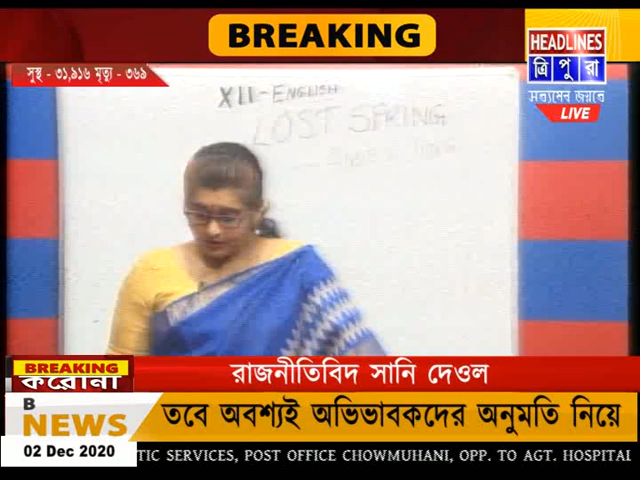 BREAKING
HEADLINES
ত্রিপুরা
সত্যমেব জয়তে
LIVE
সুস্থ - ৩১,৯১৬ মৃত্যু - ৩৬৯
XII-ENGLISH
LOST SPRING
BREAKING
করোনা
রাজনীতিবিদ সানি দেওল
B
NEWS
তবে অবশ্যই অভিভাবকদের অনুমতি নিয়ে
02 Dec 2020
TIC SERVICES, POST OFFICE CHOWMUHANI, OPP. TO AGT. HOSPITAL